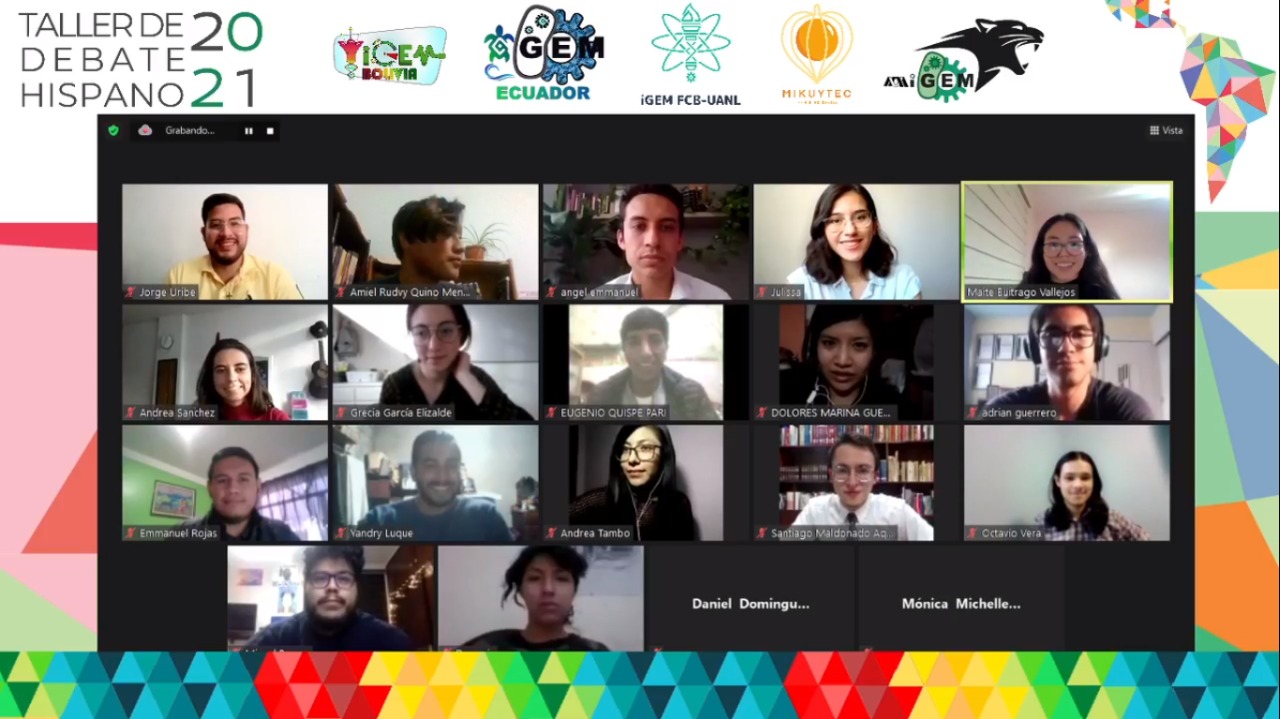 TALLER DE 20
DEBATE
HISPANO 21
iGEM
BOLIVIA
iGEM
ECUADOR
iGEM FCB-UANL
MIKUYTEC
iGEM
Grabando...
Vista
Jorge Uribe
Amiel Rudvy Quino Men...
angel emmanuel
Julissa
Maite Buitrago Vallejos
Andrea Sanchez
Grecia García Elizalde
EUGENIO QUISPE PARI
DOLORES MARINA GUE...
adrian guerrero
Emmanuel Rojas
Yandry Luque
Andrea Tambo
Santiago Maldonado Aq...
Octavio Vera
Daniel Domingu...
Mónica Michelle...